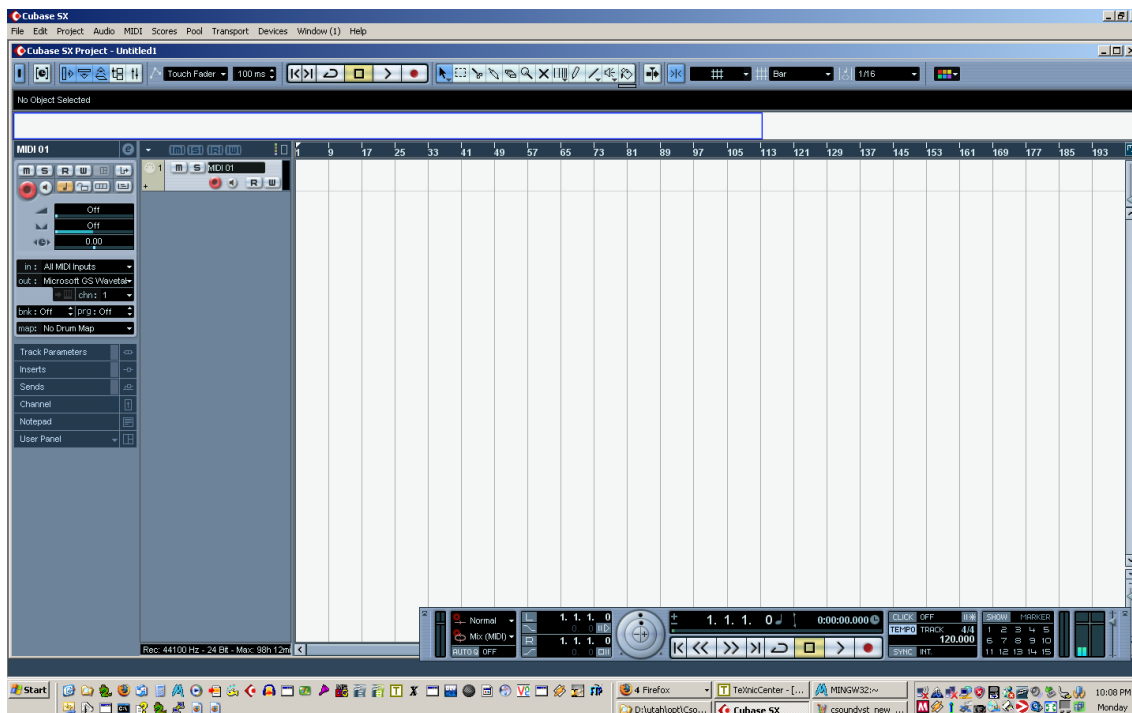 Cubase SX
File Edit Project Audio MIDI Scores Pool Transport Devices Window (1) Help
Cubase SX Project - Untitled1
Touch Fader 100 ms Bar 1/16
No Object Selected
MIDI 01
m S R W
1 9 17 25 33 41 49 57 65 73 81 89 97 105 113 121 129 137 145 153 161 169 177 185 193
m S R W
1 m S MIDI 01
R W
Off
Off
0.00
in : All MIDI Inputs
out : Microsoft GS Wavetal
chn : 1
bnk : Off prg : Off
map: No Drum Map
Track Parameters
Inserts
Sends
Channel
Notepad
User Panel
Rec: 44100 Hz - 24 Bit - Max: 98h 12mi
Normal
Mix (MIDI)
AUTO Q OFF
L 1. 1. 1. 0
0 0
R 1. 1. 1. 0
0 0
1. 1. 1. 0 0:00:00.000
CLICK OFF
TEMPO TRACK 4/4
120.000
SYNC INT.
SHOW MARKER
1 2 3 4 5
6 7 8 9 10
11 12 13 14 15
Start 4 Firefox TeXnicCenter - [... MINGW32:~ 10:08 PM
D:\utah\opt\Cso... Cubase SX csoundvst_new_... Monday